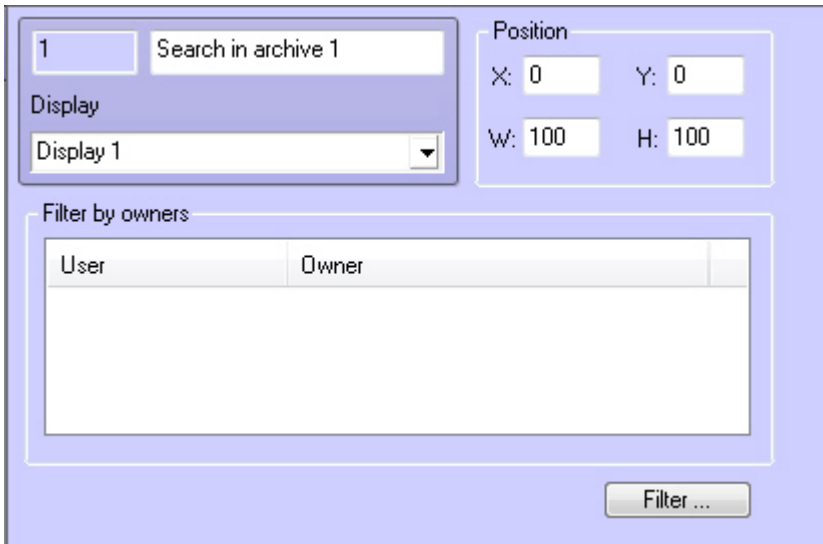 1 Search in archive 1
Display
Display 1
Position
X: 0 Y: 0
W: 100 H: 100
Filter by owners
User Owner
Filter ...